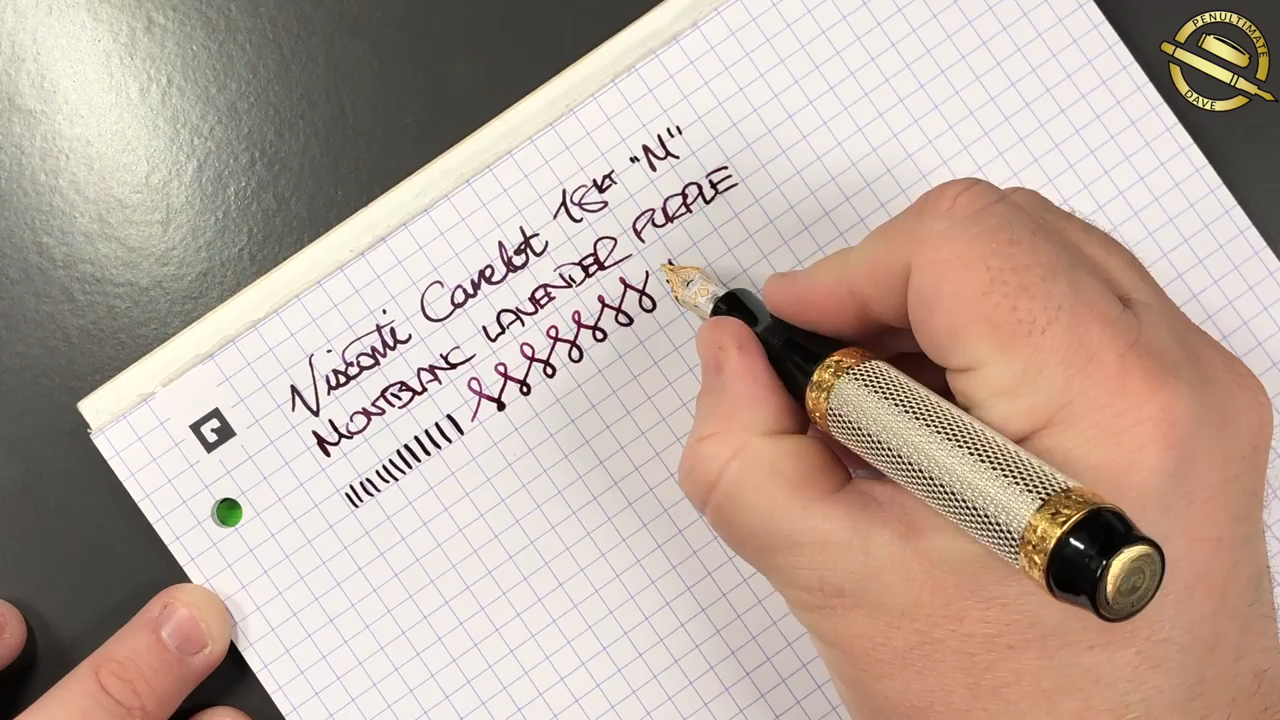 PENULTIMATE
DAVE
Visconti Camelot 18kt "M"
MONTBLANC LAVENDER PURPLE